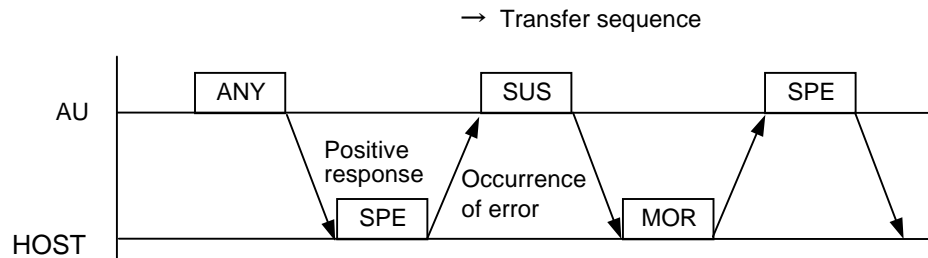 → Transfer sequence
ANY
SUS
SPE
AU
Positive
response
Occurrence
of error
SPE
MOR
HOST